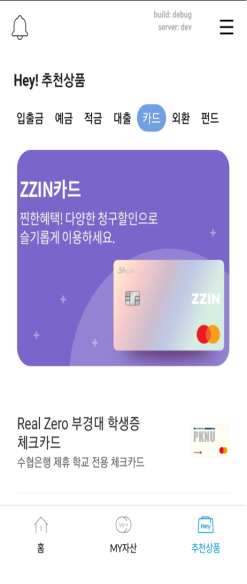 build: debug
server: dev
Hey! 추천상품
입출금 예금 적금 대출 카드 외환 펀드
ZZIN카드
찐한혜택! 다양한 청구할인으로
슬기롭게 이용하세요.
ZZIN
Real Zero 부경대 학생증
체크카드
PKNU
수협은행 제휴 학교 전용 체크카드
Hey
홈 MY자산 추천상품